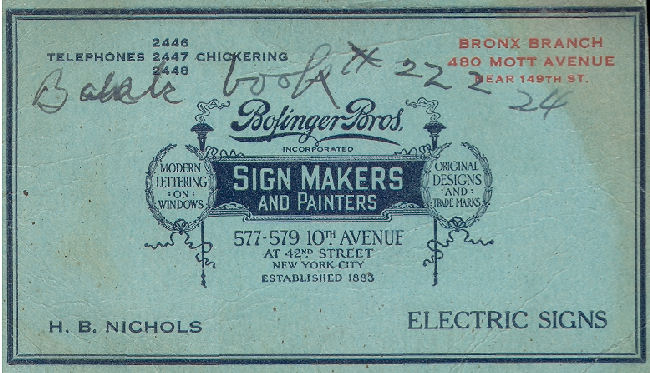 2446
TELEPHONES 2447 CHICKERING
2448
BRONX BRANCH
480 MOTT AVENUE
NEAR 149TH ST.
book # 222
24
Bosinger Bros.
INCORPORATED
SIGN MAKERS
AND PAINTERS
MODERN
LETTERING
·ON·
WINDOWS
ORIGINAL
DESIGNS
·AND·
TRADE MARKS
577-579 10TH AVENUE
AT 42ND STREET
NEW YORK CITY
ESTABLISHED 1883
H. B. NICHOLS
ELECTRIC SIGNS